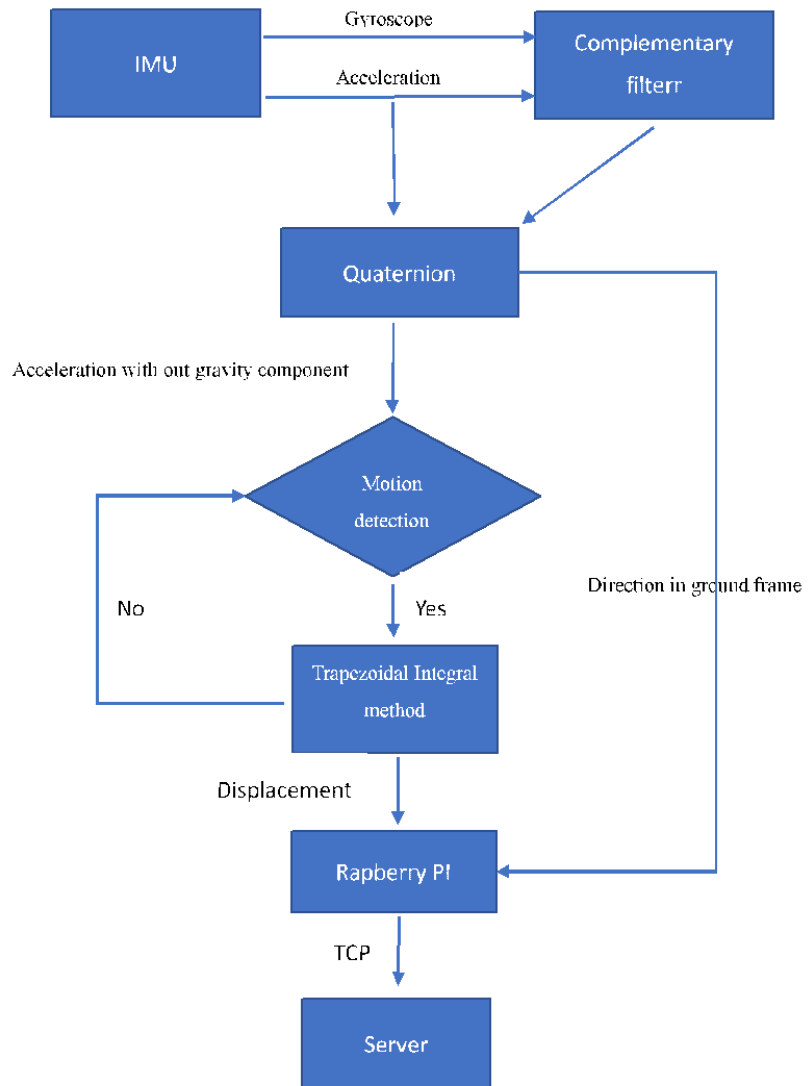 Gyroscope
IMU
Complementary
filterr
Acceleration
Quaternion
Acceleration with out gravity component
Motion
detection
Direction in ground frame
No
Yes
Trapezoidal Integral
method
Displacement
Rapberry PI
TCP
Server